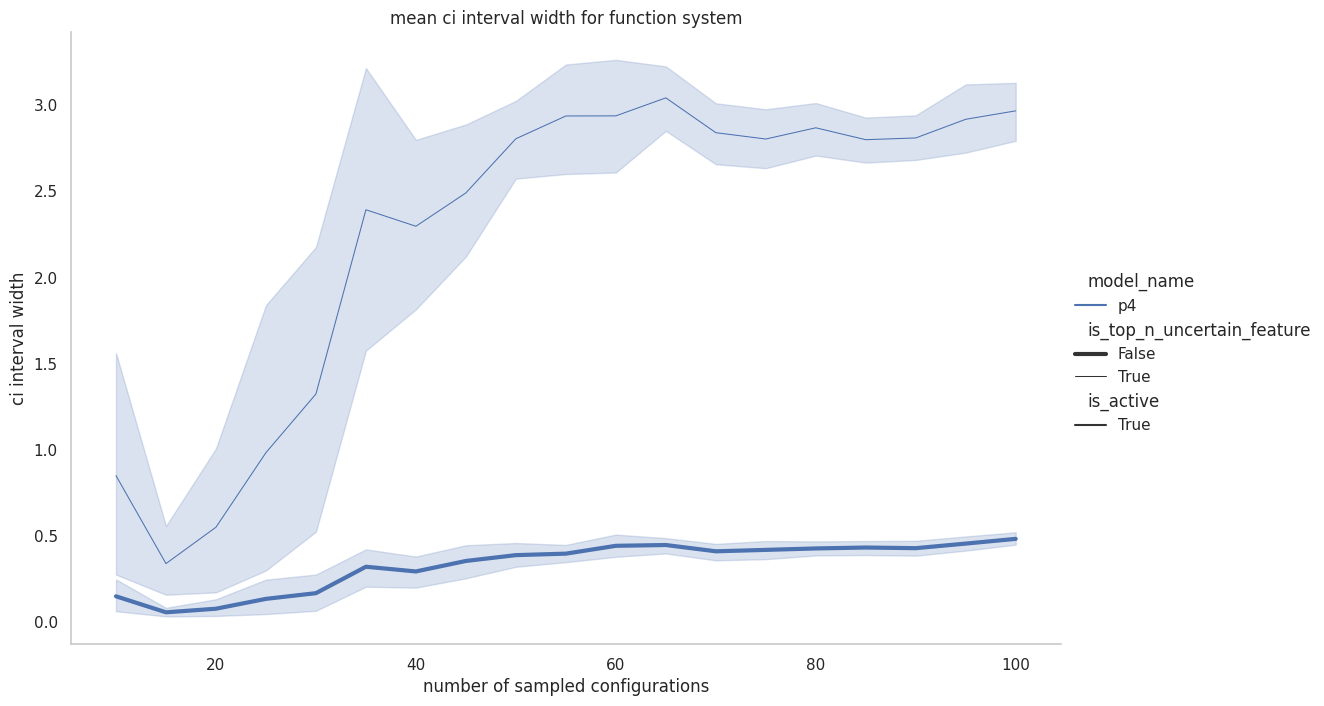 mean ci interval width for function system
ci interval width
3.0
2.5
2.0
1.5
1.0
0.5
0.0
20
40
60
80
100
number of sampled configurations
model_name
p4
is_top_n_uncertain_feature
False
True
is_active
True